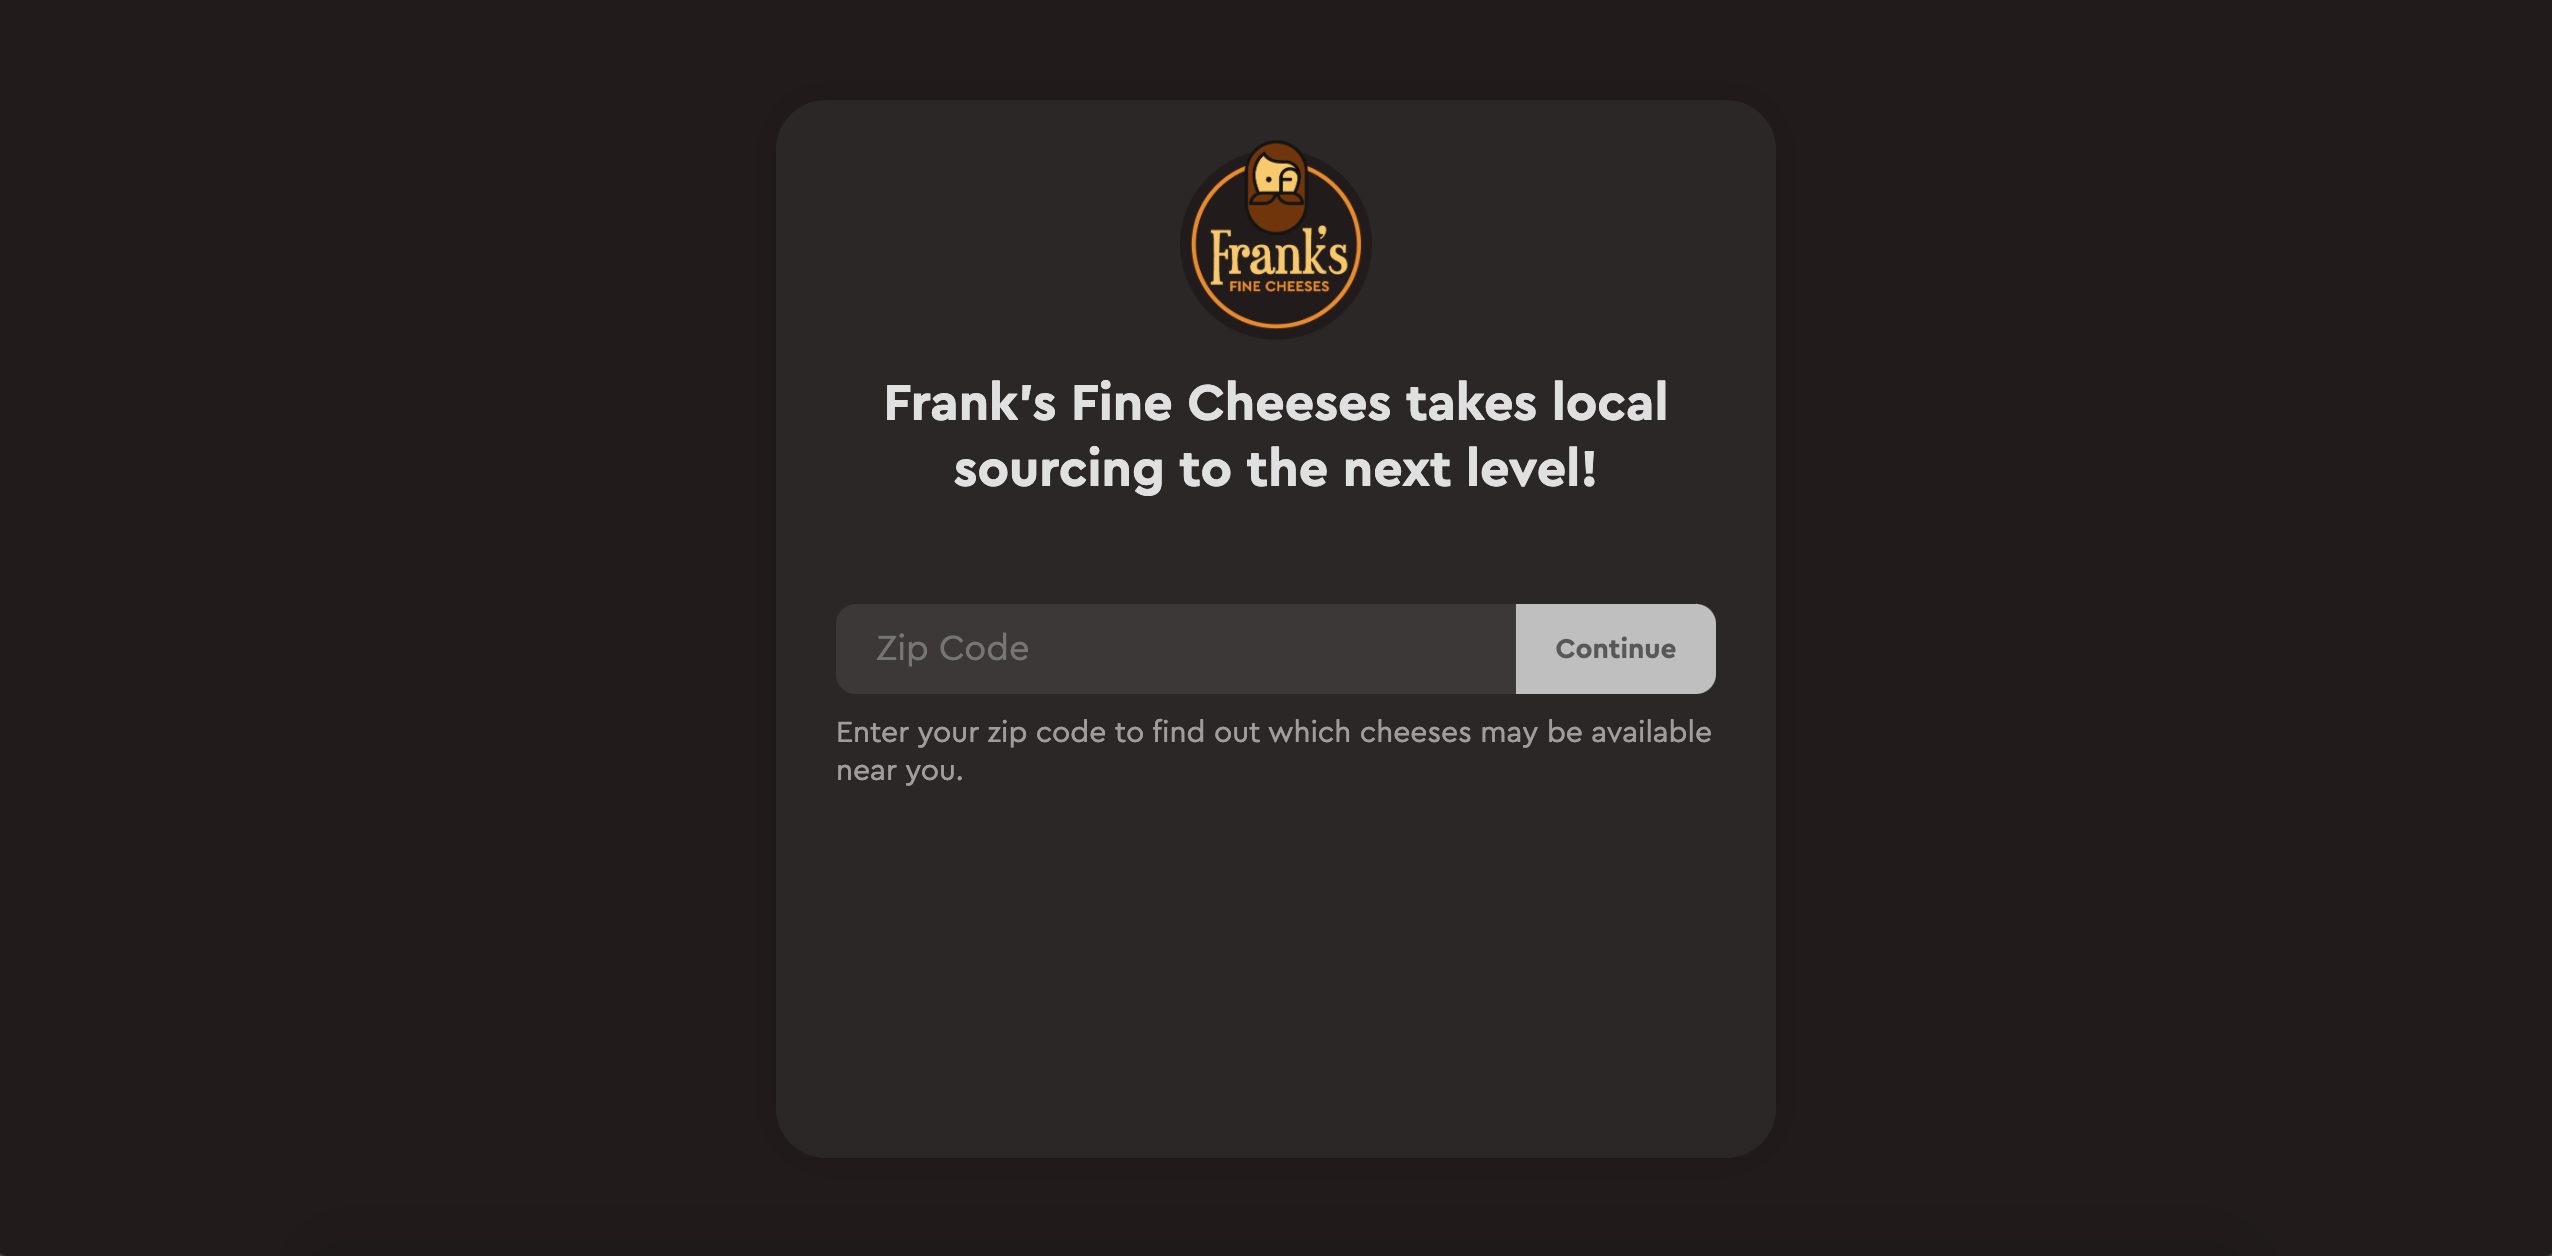 Frank's
FINE CHEESES
Frank's Fine Cheeses takes local
sourcing to the next level!
Zip Code
Continue
Enter your zip code to find out which cheeses may be available
near you.